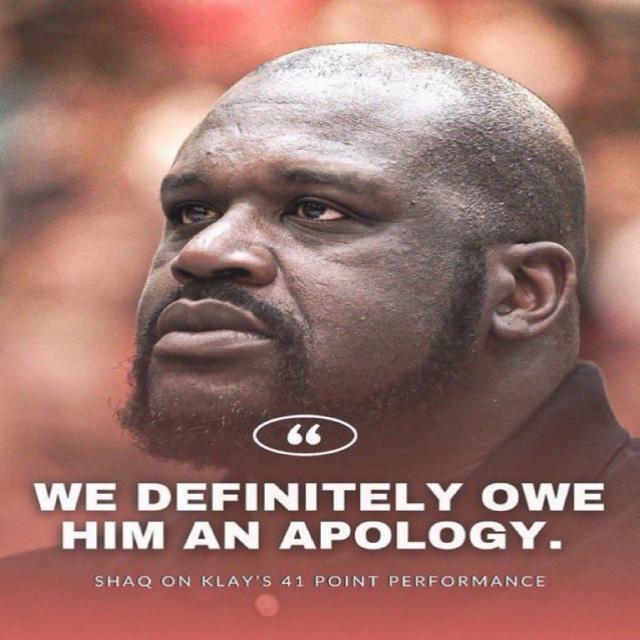 “
WE DEFINITELY OWE
HIM AN APOLOGY.
SHAQ ON KLAY'S 41 POINT PERFORMANCE